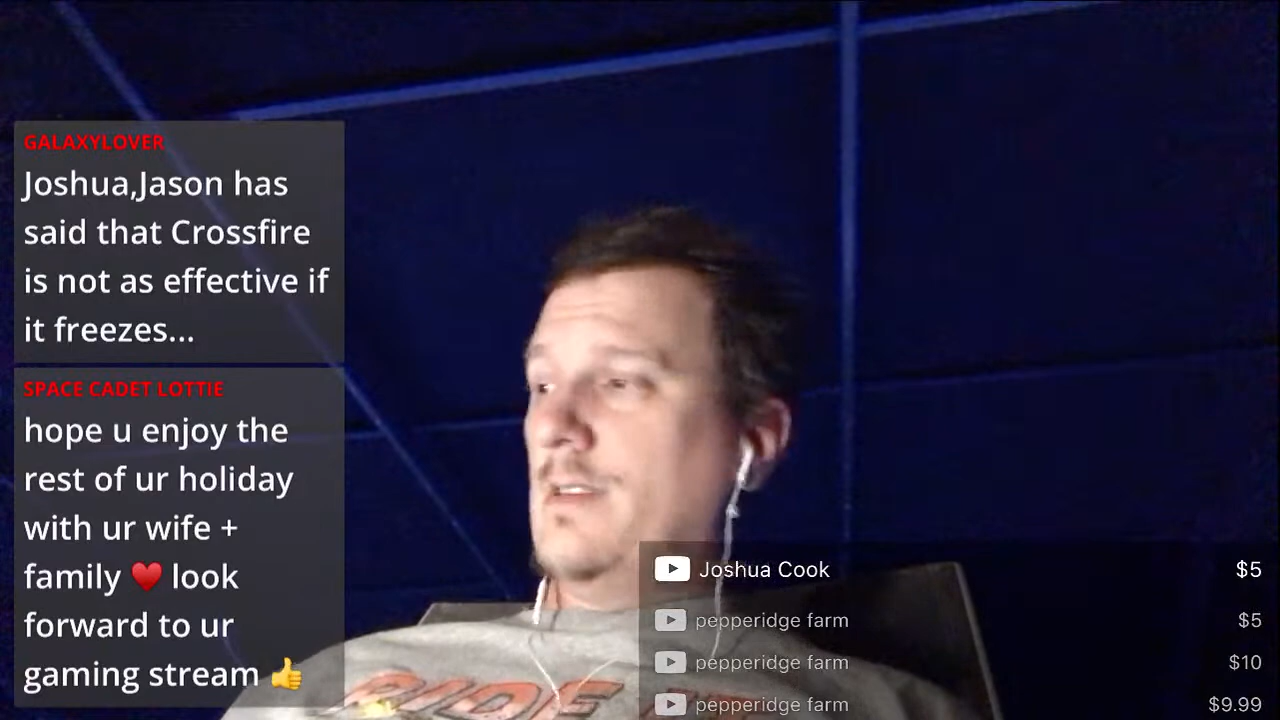 GALAXYLOVER
Joshua,Jason has
said that Crossfire
is not as effective if
it freezes...
SPACE CADET LOTTIE
hope u enjoy the
rest of ur holiday
with ur wife +
family ♥️ look
forward to ur
gaming stream 👍
Joshua Cook $5
pepperidge farm $5
pepperidge farm $10
pepperidge farm $9.99
RIDE